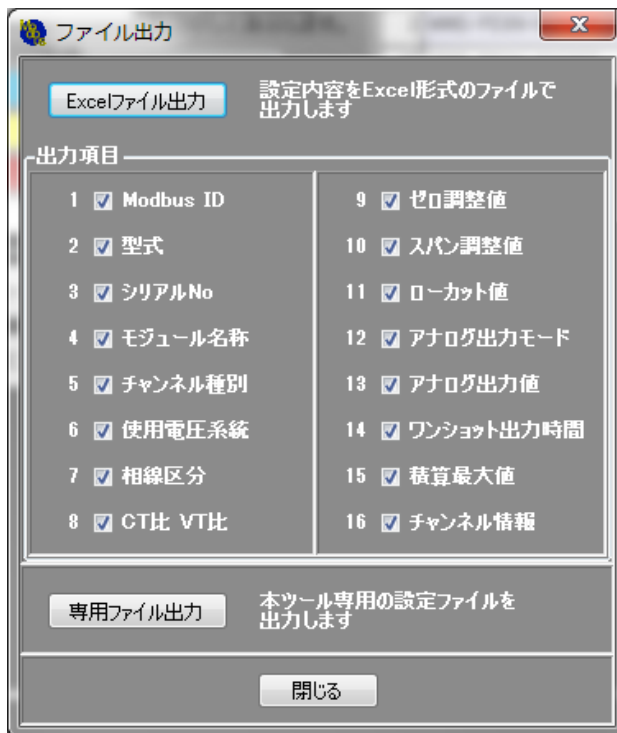 ファイル出力
Excelファイル出力
設定内容をExcel形式のファイルで
出力します
出力項目
1 Modbus ID
2 型式
3 シリアルNo
4 モジュール名称
5 チャンネル種別
6 使用電圧系統
7 相線区分
8 CT比 VT比
9 ゼロ調整値
10 スパン調整値
11 ローカット値
12 アナログ出力モード
13 アナログ出力値
14 ワンショット出力時間
15 積算最大値
16 チャンネル情報
専用ファイル出力
本ツール専用の設定ファイルを
出力します
閉じる